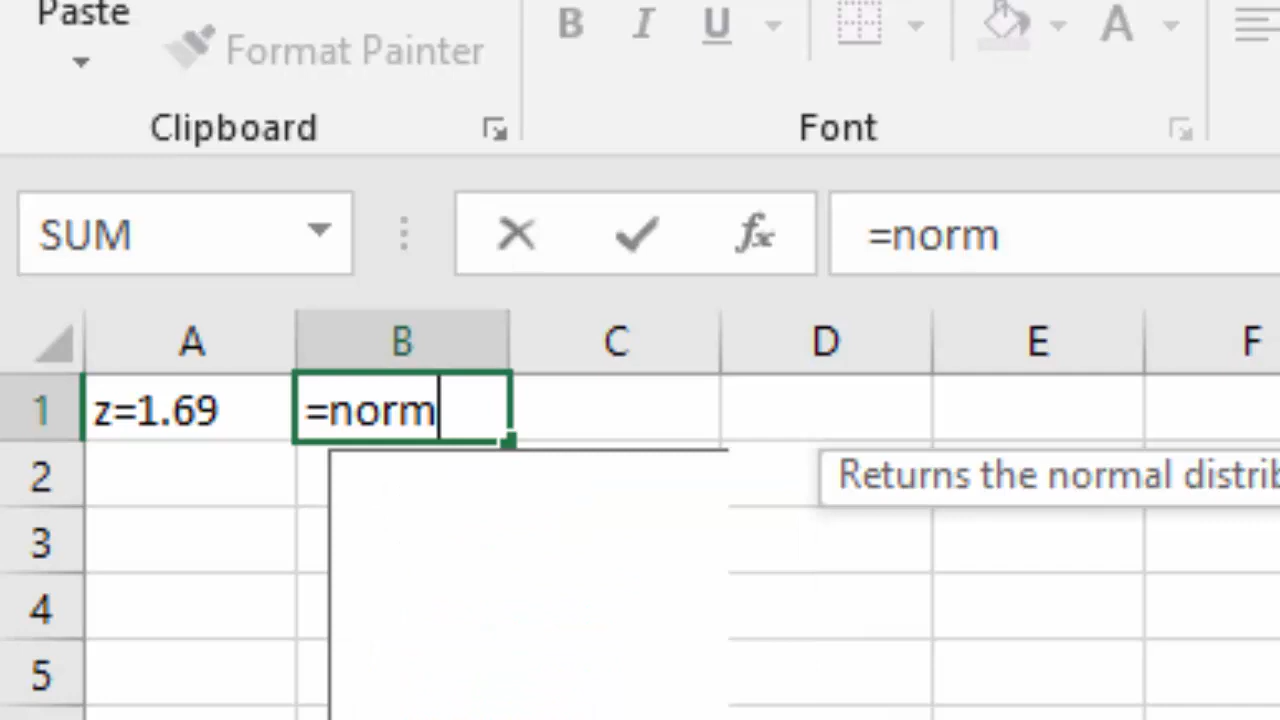 Paste
Format Painter
B I U A
Clipboard
Font
SUM
fx
=norm
A B C D E F
1 z=1.69 =norm
2 Returns the normal distrib
3
4
5